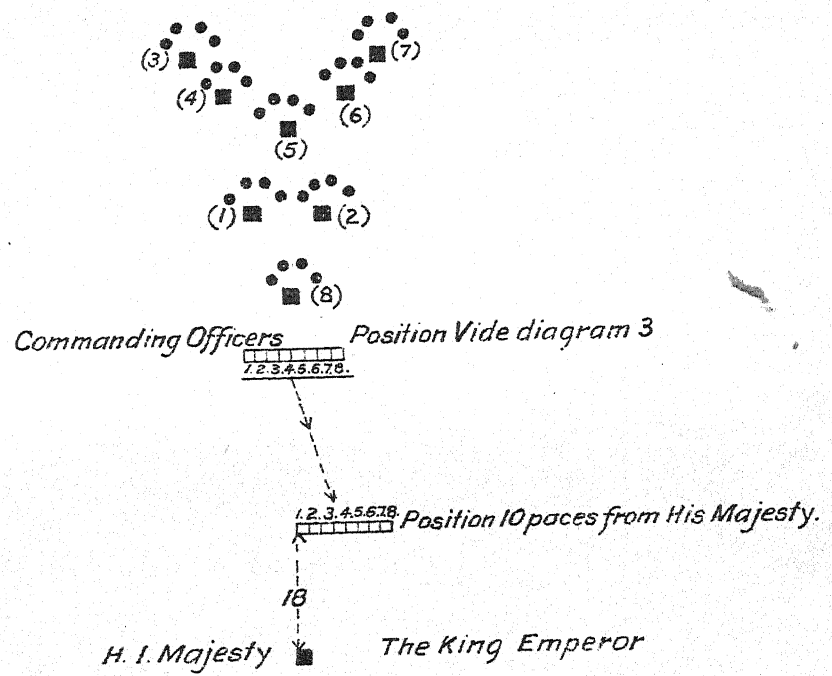 (3) (7)
(4) (6)
(5)
(1) (2)
(8)
Commanding Officers Position Vide diagram 3
1.2.3.4.5.6.7.8.
1.2.3.4.5.6.7.8.
Position 10 paces from His Majesty.
18
H. I. Majesty The King Emperor